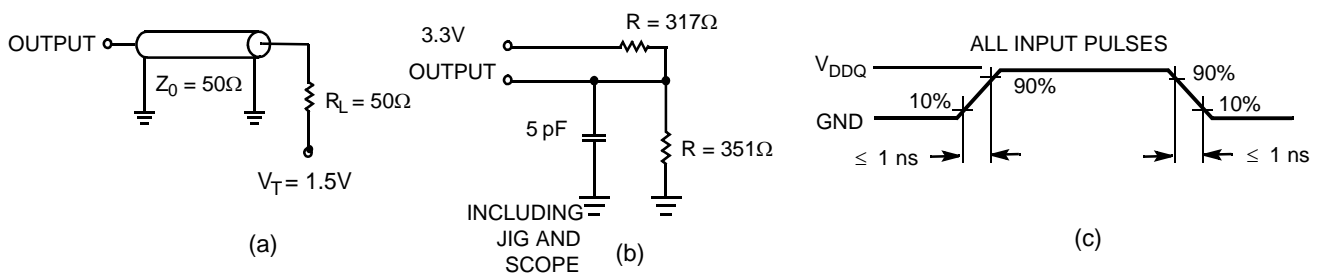 OUTPUT
Z0 = 50Ω
RL = 50Ω
VT = 1.5V
(a)
R = 317Ω
3.3V
OUTPUT
5 pF
R = 351Ω
INCLUDING
JIG AND
SCOPE
(b)
ALL INPUT PULSES
VDDQ
90%
90%
10%
10%
GND
≤ 1 ns
≤ 1 ns
(c)